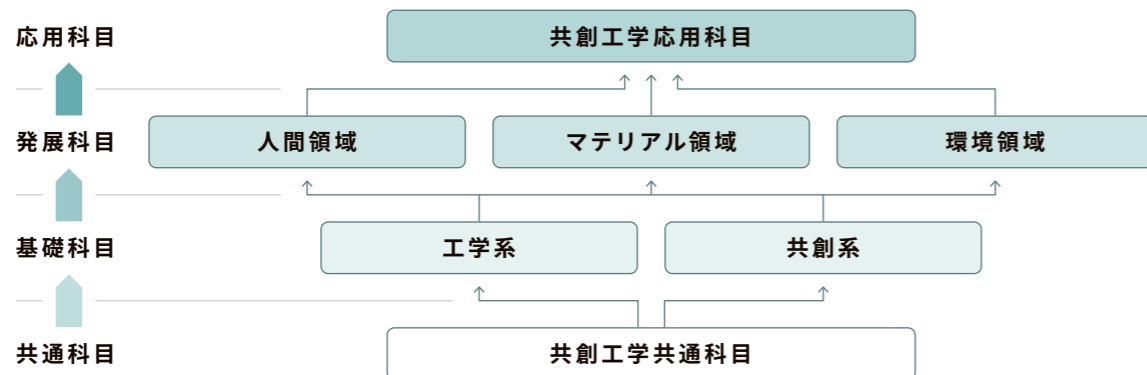 応用科目
共創工学応用科目
発展科目
人間領域
マテリアル領域
環境領域
基礎科目
工学系
共創系
共通科目
共創工学共通科目